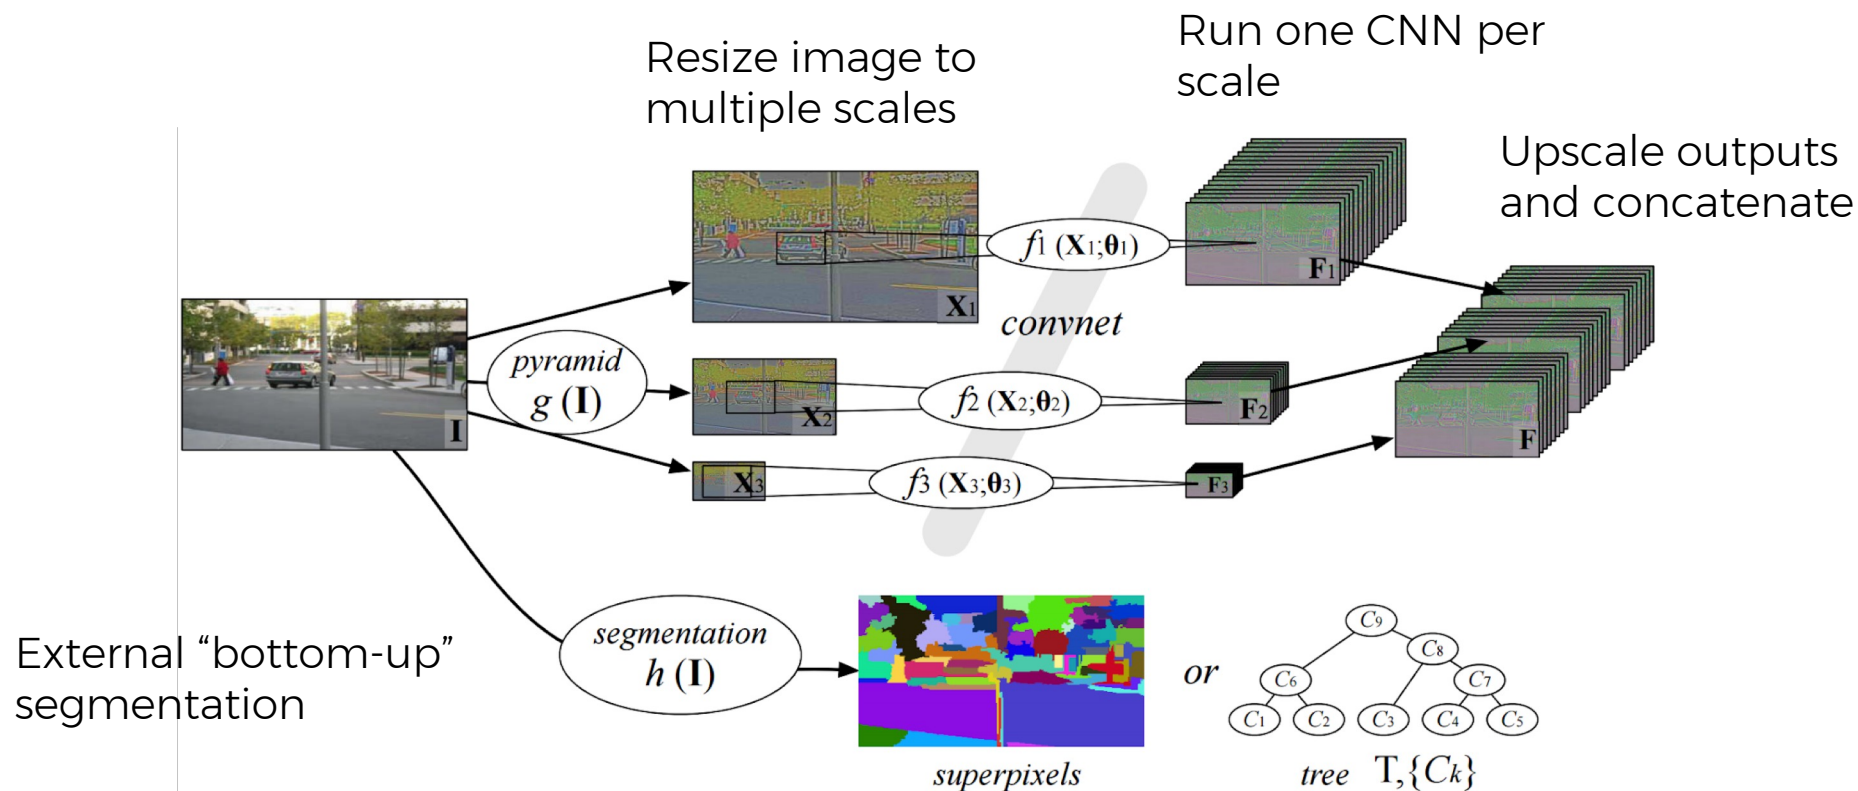 Resize image to
multiple scales
Run one CNN per
scale
Upscale outputs
and concatenate
I
pyramid
g (I)
X1
X2
X3
f1 (X1;θ1)
convnet
f2 (X2;θ2)
f3 (X3;θ3)
F1
F2
F3
F
External “bottom-up”
segmentation
segmentation
h (I)
superpixels
or
C9
C8
C6
C7
C1
C2
C3
C4
C5
tree T,{Ck}